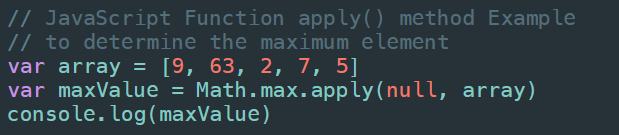 // JavaScript Function apply() method Example
// to determine the maximum element
var array = [9, 63, 2, 7, 5]
var maxValue = Math.max.apply(null, array)
console.log(maxValue)